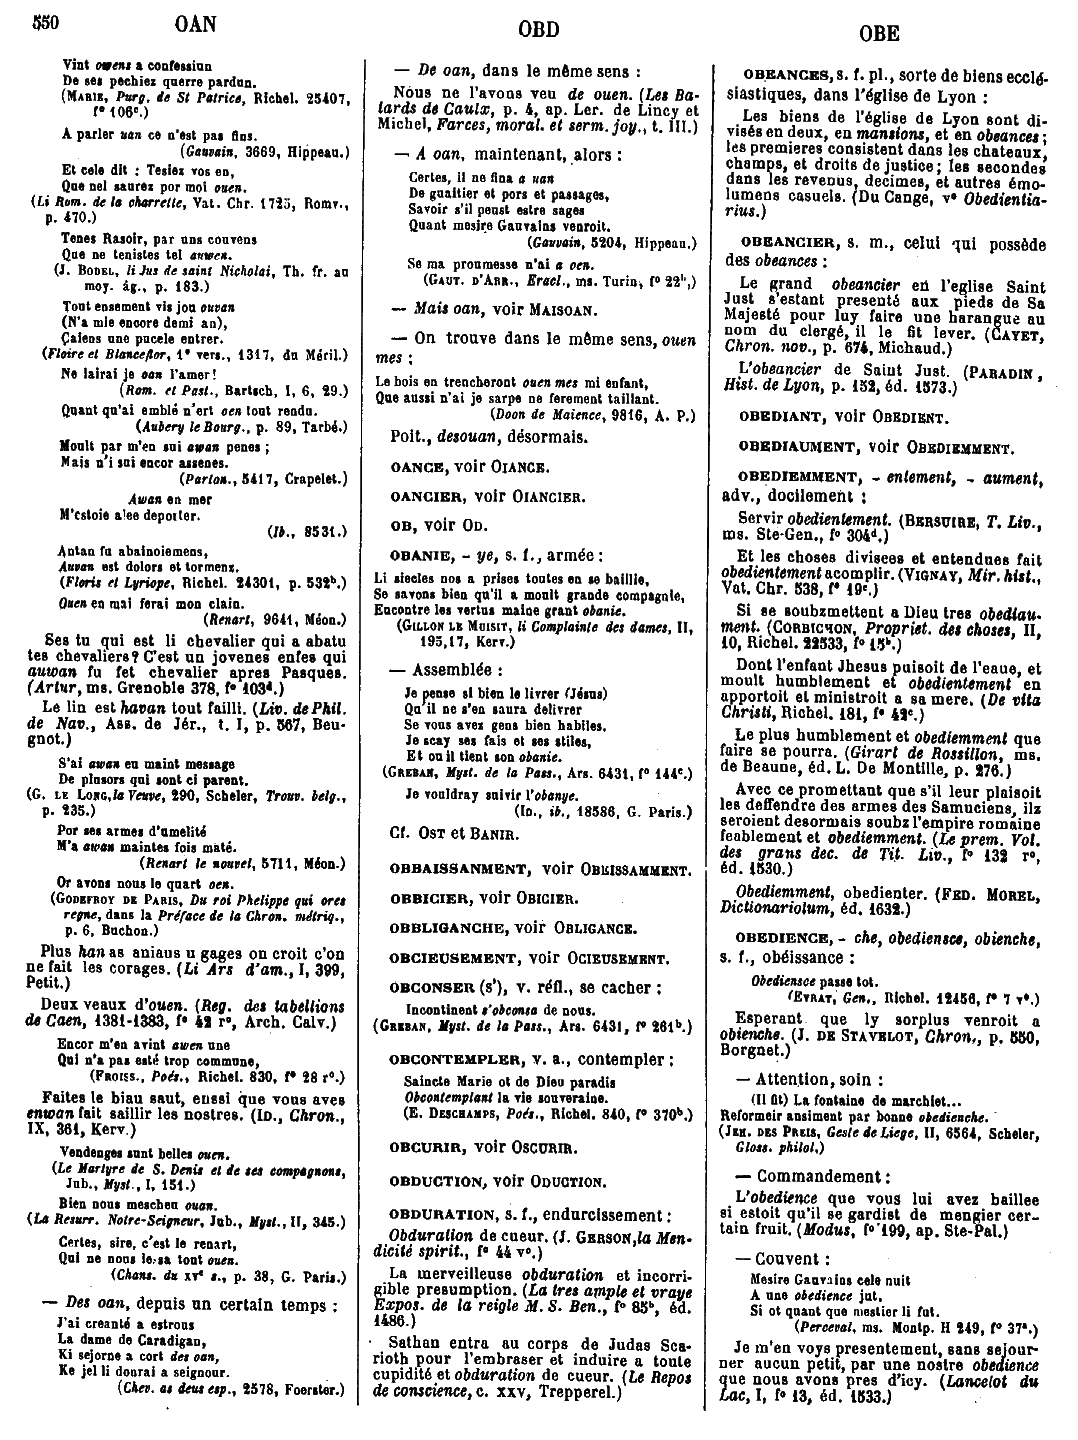 550
OAN
OBD
OBE
Vint owens a confession
De ses pechiez querre pardun.
(MARIE, Purg. de St Patrice, Richel. 25407,
f° 106c.)
A parler uan ce n'est pas fins.
(Gauvain, 3669, Hippeau.)
Et cele dit : Tesiez vos en,
Que nel saurez por moi ouen.
(Li Rom. de la charrette, Vat. Chr. 1725, Romv.,
p. 470.)
Tenes Rasoir, par uns couvens
Que ne tenistes tel auwen.
(J. BODEL, li Jus de saint Nicholai, Th. fr. au
moy. âg., p. 183.)
Tout ensement vis jou ouvan
(N'a mie encore demi an),
Çaiens une pucele entrer.
(Floire et Blanceflor, 1e vers., 1317, du Méril.)
Ne lairai je oan l'amer !
(Rom. et Past., Bartsch, I, 6, 29.)
Quant qu'ai emblé n'ert oen tout rendu.
(Aubery le Bourg., p. 89, Tarbé.)
Moult par m'en sui awan penes ;
Mais n'i sui encor assenes.
(Parton., 5417, Crapelet.)
Awan en mer
M'estoie alee deporter.
(Ib., 8531.)
Antan fu abainoiemens,
Auvan est dolors et tormenz.
(Floris et Lyriope, Richel. 24301, p. 532b.)
Ouen en mai ferai mon clain.
(Renart, 9641, Méon.)
Ses tu qui est li chevalier qui a abatu
tes chevaliers? C'est un jovenes enfes qui
auwan fu fet chevalier apres Pasques.
(Artur, ms. Grenoble 378, f° 103d.)
Le lin est havan tout failli. (Liv. de Phil.
de Nav., Ass. de Jér., t. I, p. 567, Beu-
gnot.)
S'ai awan eu maint message
De plusors qui sont ci parent.
(G. LE LONG, la Veuve, 290, Scheler, Trouv. belg.,
p. 235.)
Por ses armes d'amelité
M'a awan maintes fois maté.
(Renart le nouvel, 5711, Méon.)
Or avons nous le quart oen.
(GODEFROY DE PARIS, Du roi Phelippe qui ores
regne, dans la Préface de la Chron. métriq.,
p. 6, Buchon.)
Plus han as aniaus u gages on croit c'on
ne fait les corages. (Li Ars d'am., I, 399,
Petit.)
Deux veaux d'ouen. (Reg. des tabellions
de Caen, 1381-1383, f° 42 r°, Arch. Calv.)
Encor m'en avint awen une
Qui n'a pas esté trop commune,
(FROISS., Poés., Richel. 830, f° 28 r°.)
Faites le biau saut, eussi que vous aves
enwan fait saillir les nostres. (ID., Chron.,
IX, 361, Kerv.)
Vendenges sunt belles ouen.
(Le Martyre de S. Denis et de ses compagnons,
Jub., Myst., I, 151.)
Bien nous meschen ouan.
(La Resurr. Notre-Seigneur, Jub., Myst., II, 345.)
Certes, sire, c'est le renart,
Qui ne nous lessa tout ouen.
(Chans. du xve s., p. 38, G. Paris.)
— Des oan, depuis un certain temps :
J'ai creanté a estrous
La dame de Caradigan,
Ki sejorne a cort des oan,
Ke jel li donrai a seignour.
(Chev. as deus esp., 2578, Foerster.)
— De oan, dans le même sens :
Nous ne l'avons veu de ouen. (Les Ba-
tards de Caulx, p. 4, ap. Ler. de Lincy et
Michel, Farces, moral. et serm. joy., t. III.)
— A oan, maintenant, alors :
Certes, il ne fina a uan
De guaitier et pors et passages,
Savoir s'il peust estre sages
Quant mesire Gauvains venroit.
(Gauvain, 5204, Hippeau.)
Se ma proumesse n'ai a oen.
(GAUT. D'ARR., Eracl., ms. Turin, f° 22b,)
— Mais oan, voir MAISOAN.
— On trouve dans le même sens, ouen
mes :
Le bois en trencheront ouen mes mi enfant,
Que aussi n'ai je sarpe ne ferement taillant.
(Doon de Maience, 9816, A. P.)
Poit., desouan, désormais.
OANCE, voir OIANCE.
OANCIER, voir OIANCIER.
OB, voir OD.
OBANIE, - ye, s. f., armée :
Li siecles nos a prises toutes en se baillie,
Se savons bien qu'il a moult grande compagnie,
Encontre les vertus maine grant obanie.
(GILLON LE MUISIT, li Complainte des dames, II,
195,17, Kerv.)
— Assemblée :
Je pense si bien le livrer (Jésus)
Qu'il ne s'en saura delivrer
Se vous avez gens bien habiles.
Je scay ses fais et ses stiles,
Et ou il tient son obanie.
(GREBAN, Myst. de la Pass., Ars. 6431, f° 144c.)
Je vouldray suivir l'obanye.
(ID., ib., 18586, G. Paris.)
Cf. OST et BANIR.
OBBAISSANMENT, voir OBEISSAMMENT.
OBBICIER, voir OBICIER.
OBBLIGANCHE, voir OBLIGANCE.
OBCIEUSEMENT, voir OCIEUSEMENT.
OBCONSER (s'), v. réfl., se cacher :
Incontinent s'obconsa de nous.
(GREBAN, Myst. de la Pass., Ars. 6431, f° 261b.)
OBCONTEMPLER, v. a., contempler :
Saincte Marie ot de Dieu paradis
Obcontemplant la vie souveraine.
(E. DESCHAMPS, Poés., Richel. 840, f° 370b.)
OBCURIR, voir OSCURIR.
OBDUCTION, voir ODUCTION.
OBDURATION, s. f., endurcissement :
Obduration de cueur. (J. GERSON, la Men-
dicité spirit., f° 44 v°.)
La merveilleuse obduration et incorri-
gible presumption. (La tres ample et vraye
Expos. de la reigle M. S. Ben., f° 85b, éd.
1486.)
Sathan entra au corps de Judas Sca-
rioth pour l'embraser et induire a toute
cupidité et obduration de cueur. (Le Repos
de conscience, c. XXV, Trepperel.)
OBEANCES, s. f. pl., sorte de biens ecclé-
siastiques, dans l'église de Lyon :
Les biens de l'église de Lyon sont di-
visés en deux, en mansions, et en obeances ;
les premieres consistent dans les chateaux,
champs, et droits de justice ; les secondes
dans les revenus, decimes, et autres émo-
lumens casuels. (Du Cange, v° Obedientia-
rius.)
OBEANCIER, s. m., celui qui possède
des obeances :
Le grand obeancier en l'eglise Saint
Just s'estant presenté aux pieds de Sa
Majesté pour luy faire une harangue au
nom du clergé, il le fit lever. (CAYET,
Chron. nov., p. 674, Michaud.)
L'obeancier de Saint Just. (PARADIN,
Hist. de Lyon, p. 152, éd. 1573.)
OBEDIANT, voir OBEDIENT.
OBEDIAUMENT, voir OBEDIEMMENT.
OBEDIEMMENT, - entement, - aument,
adv., docilement :
Servir obedientement. (BERSUIRE, T. Liv.,
ms. Ste-Gen., f° 304d.)
Et les choses divisees et entendues fait
obedientement acomplir. (VIGNAY, Mir. hist.,
Vat. Chr. 538, f° 19c.)
Si se soubzmettent a Dieu tres obediau-
ment. (CORBICHON, Propriet. des choses, II,
10, Richel. 22533, f° 15b.)
Dont l'enfant Jhesus puisoit de l'eaue, et
moult humblement et obedientement en
apportoit et ministroit a sa mere. (De vita
Christi, Richel. 181, f° 42c.)
Le plus humblement et obediemment que
faire se pourra. (Girart de Rossillon, ms.
de Beaune, éd. L. De Montille, p. 276.)
Avec ce promettant que s'il leur plaisoit
les deffendre des armes des Samuciens, ilz
seroient desormais soubz l'empire romaine
feablement et obediemment. (Le prem. Vol.
des grans dec. de Tit. Liv., f° 132 r°,
éd. 1530.)
Obediemment, obedienter. (FED. MOREL,
Dictionariolum, éd. 1632.)
OBEDIENCE, - che, obediensce, obienche,
s. f., obéissance :
Obediensce passe tot.
(EVRAT, Gen., Richel. 12456, f° 7 v°.)
Esperant que ly sorplus venroit a
obienche. (J. DE STAVELOT, Chron., p. 550,
Borgnet.)
— Attention, soin :
(Il fit) La fontaine de marchiet...
Reformeir ansiment par bonne obedienche.
(JEH. DES PREIS, Geste de Liege, II, 6564, Scheler,
Gloss. philol.)
— Commandement :
L'obedience que vous lui avez baillee
si estoit qu'il se gardist de mengier cer-
tain fruit. (Modus, f° 199, ap. Ste-Pal.)
— Couvent :
Mesire Gauvains cele nuit
A une obedience jut,
Si ot quant que mestier li fut.
(Perceval, ms. Montp. H 249, f° 37a.)
Je m'en voys presentement, sans sejour-
ner aucun petit, par une nostre obedience
que nous avons pres d'icy. (Lancelot du
Lac, I, f° 13, éd. 1533.)